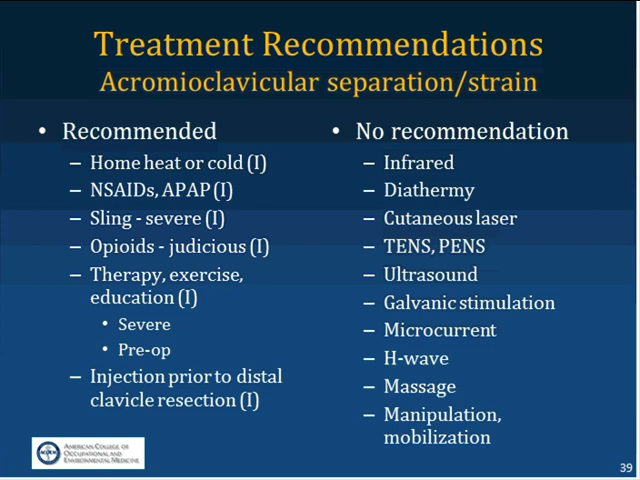 Treatment Recommendations
Acromioclavicular separation/strain
• Recommended
– Home heat or cold (I)
– NSAIDs, APAP (I)
– Sling - severe (I)
– Opioids - judicious (I)
– Therapy, exercise,
education (I)
• Severe
• Pre-op
– Injection prior to distal
clavicle resection (I)
• No recommendation
– Infrared
– Diathermy
– Cutaneous laser
– TENS, PENS
– Ultrasound
– Galvanic stimulation
– Microcurrent
– H-wave
– Massage
– Manipulation,
mobilization
AMERICAN COLLEGE OF
OCCUPATIONAL AND
ENVIRONMENTAL MEDICINE
39